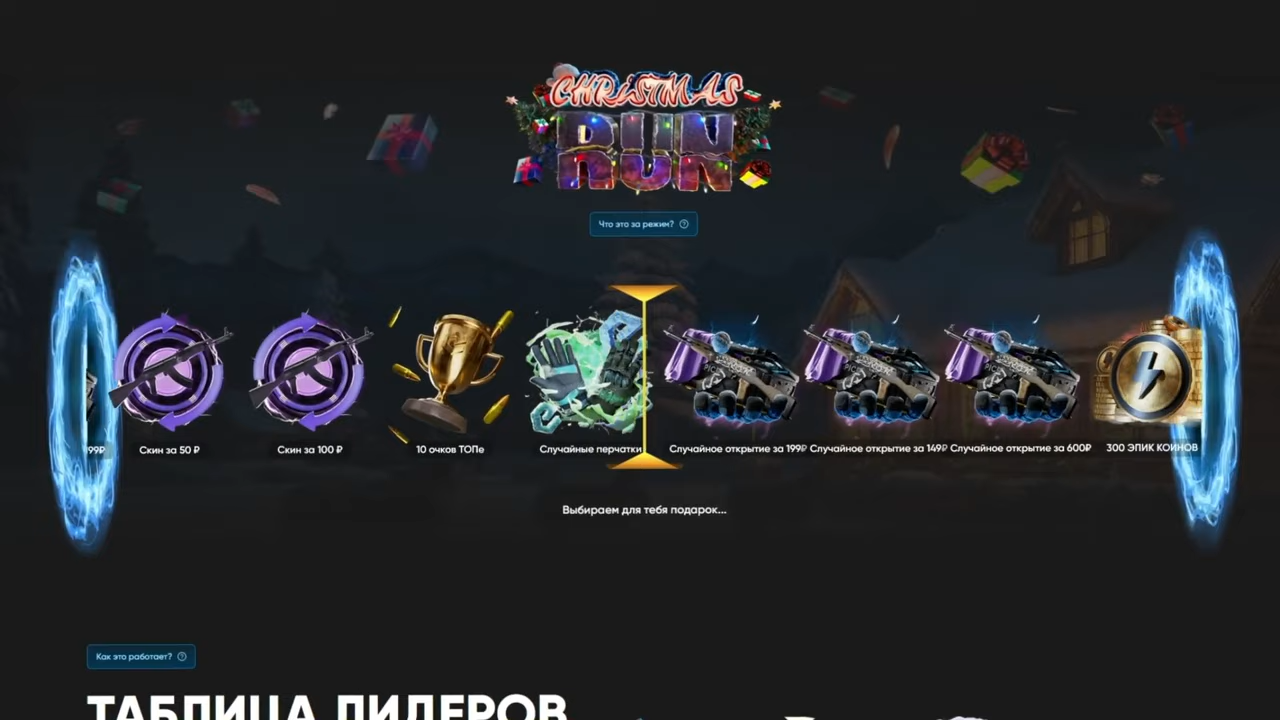 CHRISTMAS
RUN
RUN
Что это за режим?
99₽
Скин за 50 ₽
Скин за 100 ₽
10 очков ТОПе
Случайные перчатки
Случайное открытие за 199₽
Случайное открытие за 149₽
Случайное открытие за 600₽
300 ЭПИК КОИНОВ
Выбираем для тебя подарок...
Как это работает?
ТАБЛИЦА ЛИДЕРОВ